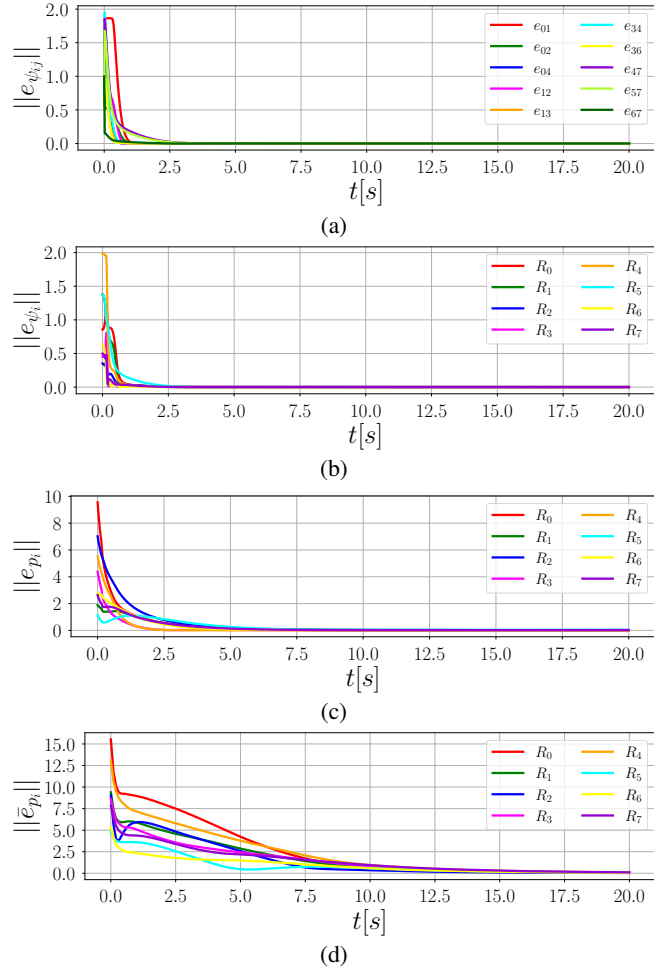 ||e_{ψ_{ij}}||
2.0
1.5
1.0
0.5
0.0
e_{01} e_{34}
e_{02} e_{36}
e_{04} e_{47}
e_{12} e_{57}
e_{13} e_{67}
0.0 2.5 5.0 7.5 10.0 12.5 15.0 17.5 20.0
t[s]
(a)
||e_{ψ_i}||
2.0
1.5
1.0
0.5
0.0
R_0 R_4
R_1 R_5
R_2 R_6
R_3 R_7
0.0 2.5 5.0 7.5 10.0 12.5 15.0 17.5 20.0
t[s]
(b)
||e_{p_i}||
10
8
6
4
2
0
R_0 R_4
R_1 R_5
R_2 R_6
R_3 R_7
0.0 2.5 5.0 7.5 10.0 12.5 15.0 17.5 20.0
t[s]
(c)
||ē_{p_i}||
15.0
12.5
10.0
7.5
5.0
2.5
0.0
R_0 R_4
R_1 R_5
R_2 R_6
R_3 R_7
0.0 2.5 5.0 7.5 10.0 12.5 15.0 17.5 20.0
t[s]
(d)